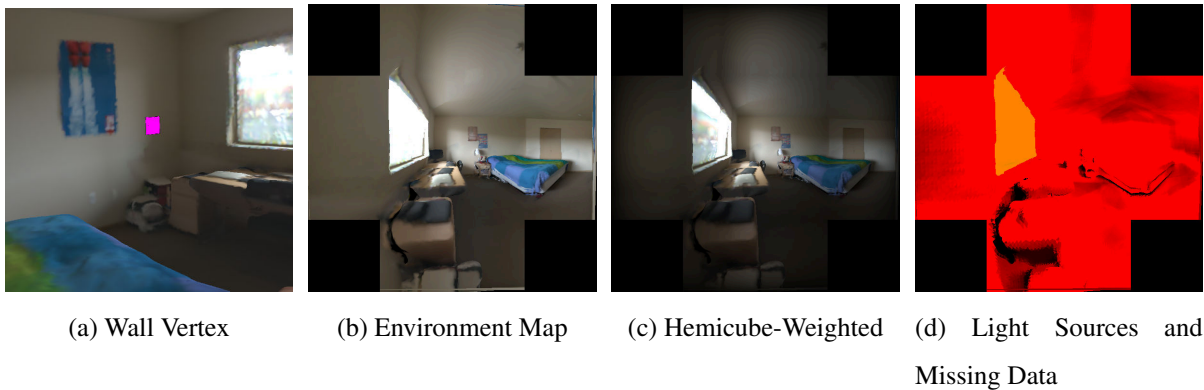 (a) Wall Vertex
(b) Environment Map
(c) Hemicube-Weighted
(d) Light Sources and
Missing Data